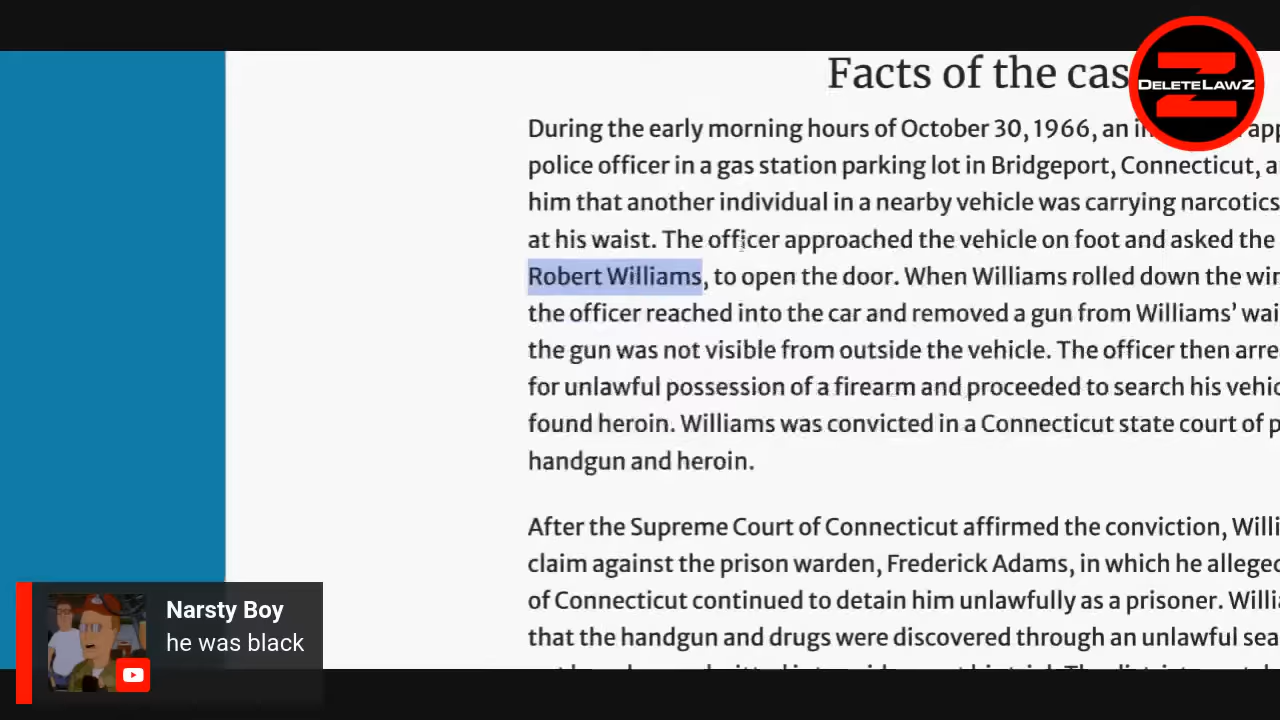 Facts of the cas
DELETELAWZ
During the early morning hours of October 30, 1966, an in app
police officer in a gas station parking lot in Bridgeport, Connecticut, a
him that another individual in a nearby vehicle was carrying narcotics
at his waist. The officer approached the vehicle on foot and asked the
Robert Williams, to open the door. When Williams rolled down the win
the officer reached into the car and removed a gun from Williams’ wai
the gun was not visible from outside the vehicle. The officer then arre
for unlawful possession of a firearm and proceeded to search his vehic
found heroin. Williams was convicted in a Connecticut state court of p
handgun and heroin.
After the Supreme Court of Connecticut affirmed the conviction, Willi
claim against the prison warden, Frederick Adams, in which he alleged
of Connecticut continued to detain him unlawfully as a prisoner. Willia
that the handgun and drugs were discovered through an unlawful sea
Narsty Boy
he was black